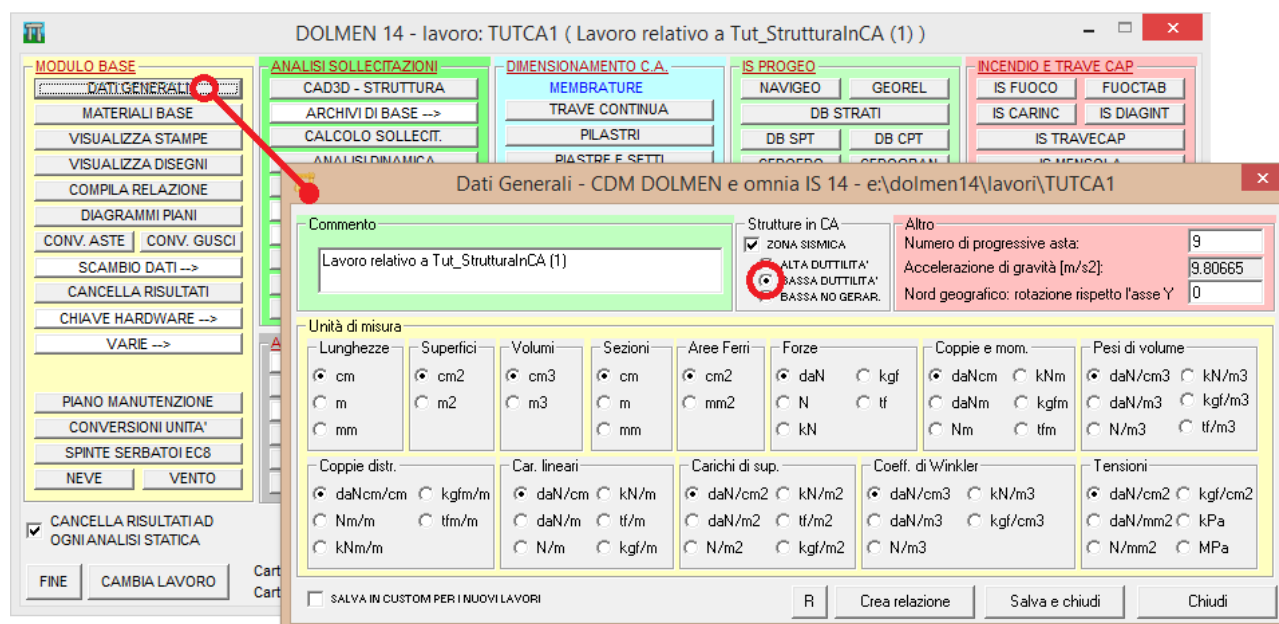 DOLMEN 14 - lavoro: TUTCA1 ( Lavoro relativo a Tut_StrutturaInCA (1) )
MODULO BASE
DATI GENERALI
MATERIALI BASE
VISUALIZZA STAMPE
VISUALIZZA DISEGNI
COMPILA RELAZIONE
DIAGRAMMI PIANI
CONV. ASTE CONV. GUSCI
SCAMBIO DATI -->
CANCELLA RISULTATI
CHIAVE HARDWARE -->
VARIE -->
PIANO MANUTENZIONE
CONVERSIONI UNITA'
SPINTE SERBATOI EC8
NEVE VENTO
CANCELLA RISULTATI AD
OGNI ANALISI STATICA
FINE CAMBIA LAVORO
Cart
Cart
ANALISI SOLLECITAZIONI
CAD3D - STRUTTURA
ARCHIVI DI BASE -->
CALCOLO SOLLECIT.
ANALISI DINAMICA
DIMENSIONAMENTO C.A.
MEMBRATURE
TRAVE CONTINUA
PILASTRI
PIASTRE E SETTI
IS PROGEO
NAVIGEO GEOREL
DB STRATI
DB SPT DB CPT
INCENDIO E TRAVE CAP
IS FUOCO FUOCTAB
IS CARINC IS DIAGINT
IS TRAVECAP
IS MENSOLA
Dati Generali - CDM DOLMEN e omnia IS 14 - e:\dolmen14\lavori\TUTCA1
Commento
Lavoro relativo a Tut_StrutturaInCA (1)
Strutture in CA
ZONA SISMICA
ALTA DUTTILITA'
BASSA DUTTILITA'
BASSA NO GERAR.
Altro
Numero di progressive asta: 9
Accelerazione di gravità [m/s2]: 9.80665
Nord geografico: rotazione rispetto l'asse Y 0
Unità di misura
Lunghezze
cm
m
mm
Superfici
cm2
m2
Volumi
cm3
m3
Sezioni
cm
m
mm
Aree Ferri
cm2
mm2
Forze
daN kgf
N tf
kN
Coppie e mom.
daNcm kNm
daNm kgfm
Nm tfm
Pesi di volume
daN/cm3 kN/m3
daN/m3 kgf/m3
N/m3 tf/m3
Coppie distr.
daNcm/cm kgfm/m
Nm/m tfm/m
kNm/m
Car. lineari
daN/cm kN/m
daN/m tf/m
N/m kgf/m
Carichi di sup.
daN/cm2 kN/m2
daN/m2 tf/m2
N/m2 kgf/m2
Coeff. di Winkler
daN/cm3 kN/m3
daN/m3 kgf/cm3
N/m3
Tensioni
daN/cm2 kgf/cm2
daN/mm2 kPa
N/mm2 MPa
SALVA IN CUSTOM PER I NUOVI LAVORI
R Crea relazione Salva e chiudi Chiudi